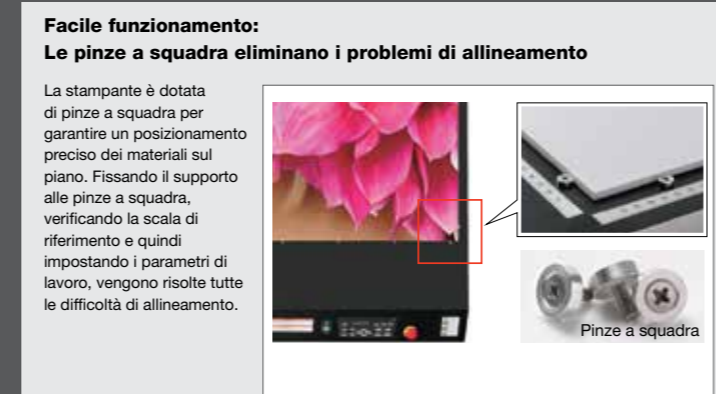 Facile funzionamento:
Le pinze a squadra eliminano i problemi di allineamento
La stampante è dotata
di pinze a squadra per
garantire un posizionamento
preciso dei materiali sul
piano. Fissando il supporto
alle pinze a squadra,
verificando la scala di
riferimento e quindi
impostando i parametri di
lavoro, vengono risolte tutte
le difficoltà di allineamento.
Pinze a squadra